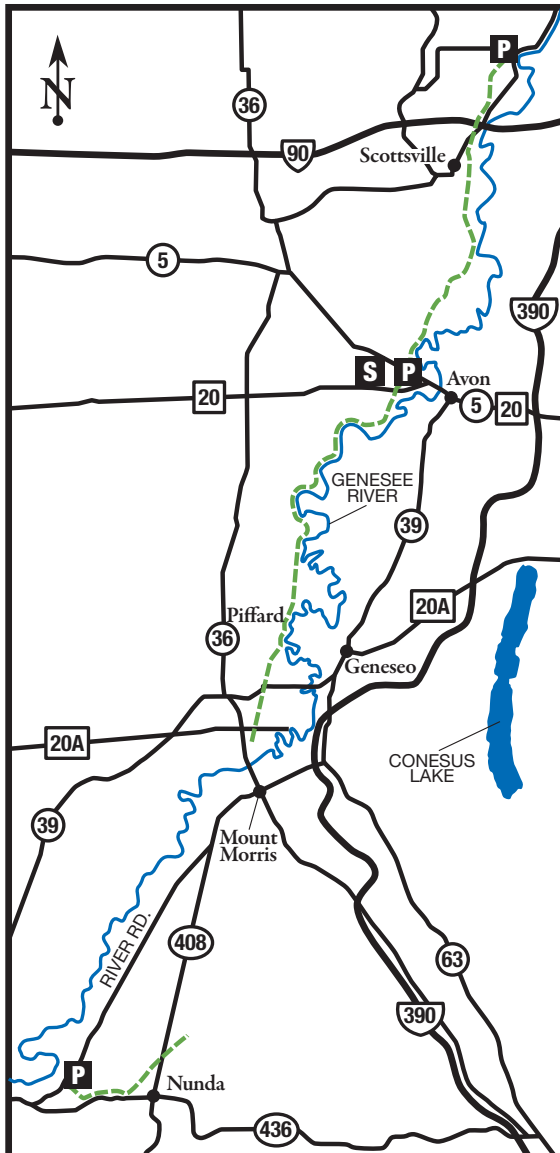 P
N
36
90
Scottsville
5
390
S
P
Avon
20
5
20
GENESEE
RIVER
39
20A
Piffard
36
Geneseo
20A
CONESUS
LAKE
39
Mount
Morris
RIVER RD.
408
63
390
P
Nunda
436